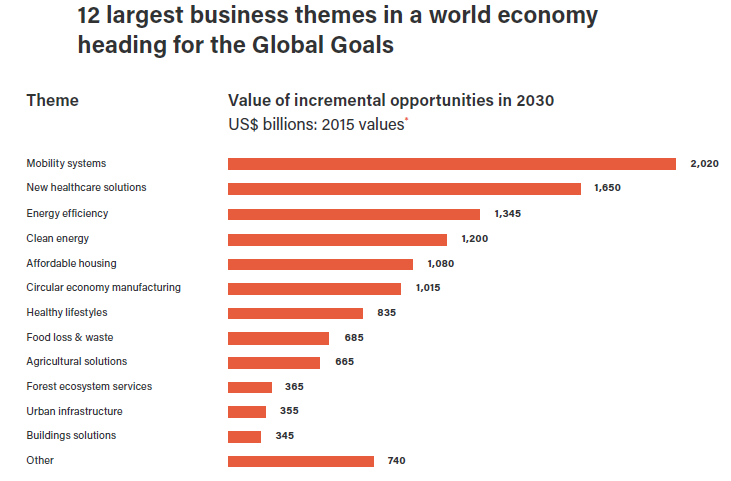 12 largest business themes in a world economy
heading for the Global Goals
Theme Value of incremental opportunities in 2030
US$ billions: 2015 values*
Mobility systems 2,020
New healthcare solutions 1,650
Energy efficiency 1,345
Clean energy 1,200
Affordable housing 1,080
Circular economy manufacturing 1,015
Healthy lifestyles 835
Food loss & waste 685
Agricultural solutions 665
Forest ecosystem services 365
Urban infrastructure 355
Buildings solutions 345
Other 740